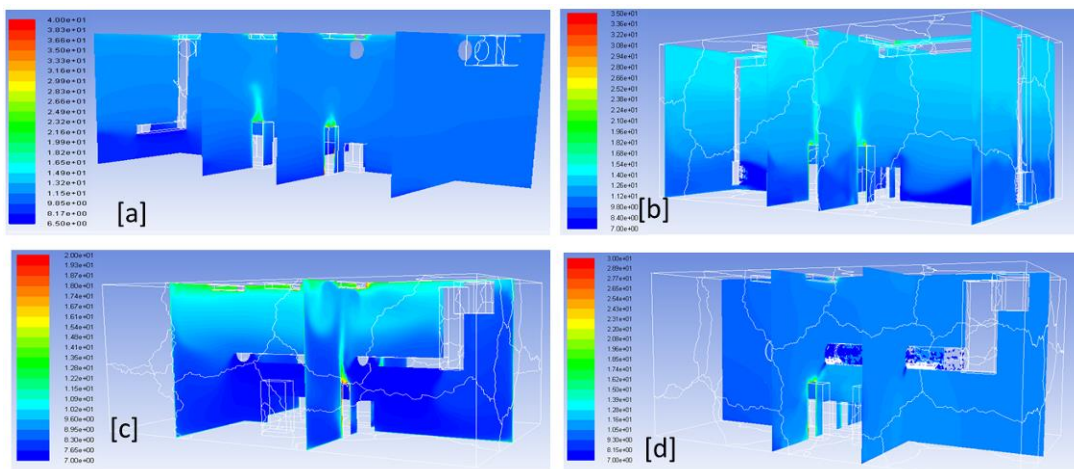 4.00e+01
3.83e+01
3.66e+01
3.50e+01
3.33e+01
3.16e+01
2.99e+01
2.83e+01
2.66e+01
2.49e+01
2.32e+01
2.16e+01
1.99e+01
1.82e+01
1.65e+01
1.49e+01
1.32e+01
1.15e+01
9.85e+00
8.17e+00
6.50e+00
[a]
3.50e+01
3.36e+01
3.22e+01
3.08e+01
2.94e+01
2.80e+01
2.66e+01
2.52e+01
2.38e+01
2.24e+01
2.10e+01
1.96e+01
1.82e+01
1.68e+01
1.54e+01
1.40e+01
1.26e+01
1.12e+01
9.80e+00
8.40e+00
7.00e+00
[b]
2.00e+01
1.93e+01
1.87e+01
1.80e+01
1.74e+01
1.67e+01
1.61e+01
1.54e+01
1.48e+01
1.41e+01
1.35e+01
1.28e+01
1.22e+01
1.15e+01
1.09e+01
1.02e+01
9.60e+00
8.95e+00
8.30e+00
7.65e+00
7.00e+00
[c]
3.00e+01
2.89e+01
2.77e+01
2.66e+01
2.54e+01
2.43e+01
2.31e+01
2.20e+01
2.08e+01
1.96e+01
1.85e+01
1.74e+01
1.62e+01
1.50e+01
1.39e+01
1.28e+01
1.16e+01
1.05e+01
9.30e+00
8.15e+00
7.00e+00
[d]